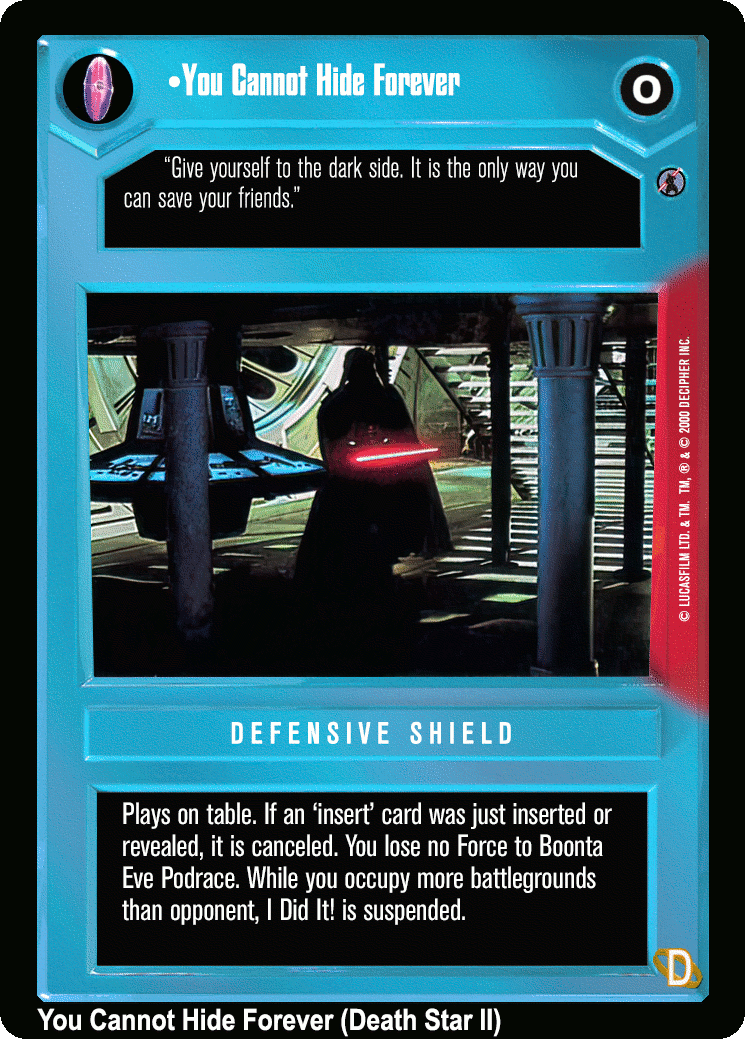 •You Cannot Hide Forever
O
“Give yourself to the dark side. It is the only way you
can save your friends.”
© LUCASFILM LTD. & TM. TM, ® & © 2000 DECIPHER INC.
DEFENSIVE SHIELD
Plays on table. If an ‘insert’ card was just inserted or
revealed, it is canceled. You lose no Force to Boonta
Eve Podrace. While you occupy more battlegrounds
than opponent, I Did It! is suspended.
D
You Cannot Hide Forever (Death Star II)